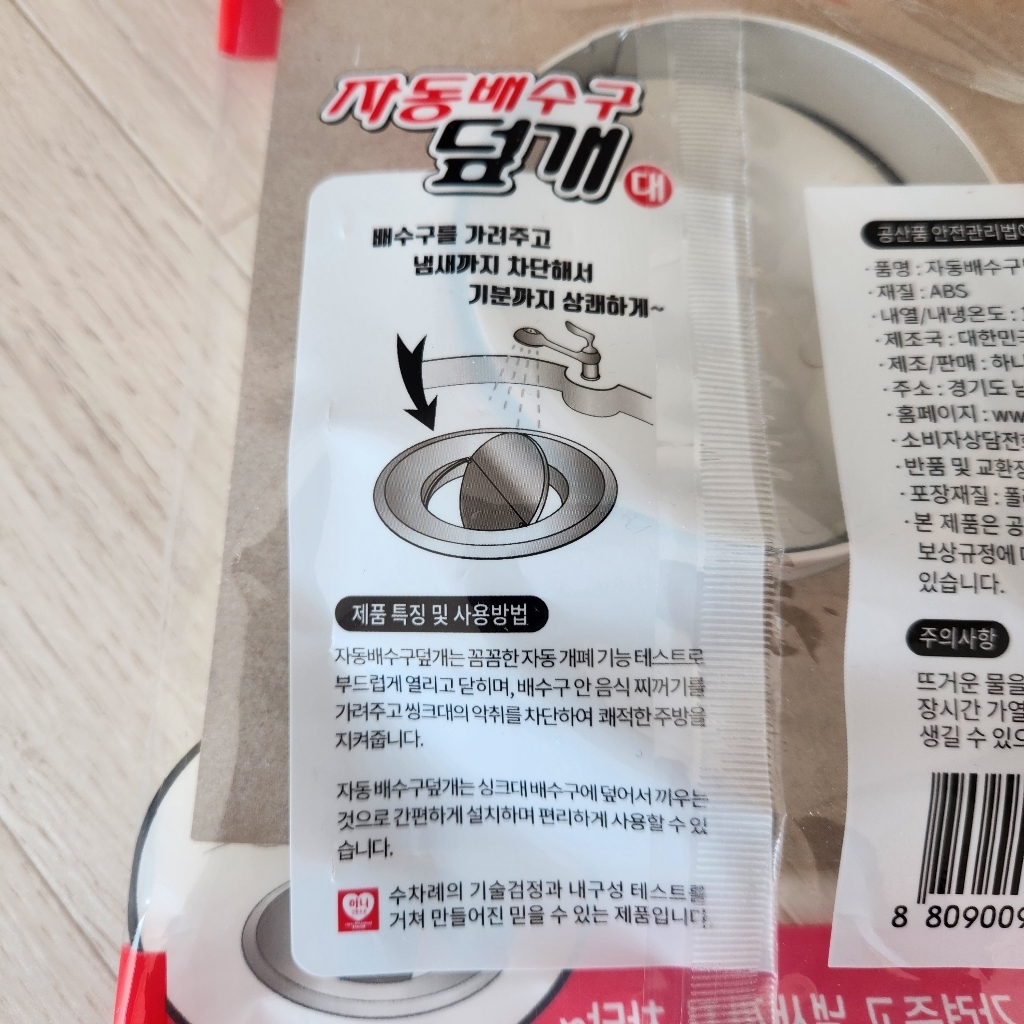 자동배수구
덮개 대
배수구를 가려주고
냄새까지 차단해서
기분까지 상쾌하게~
제품 특징 및 사용방법
자동배수구덮개는 꼼꼼한 자동 개폐 기능 테스트로
부드럽게 열리고 닫히며, 배수구 안 음식 찌꺼기를
가려주고 씽크대의 악취를 차단하여 쾌적한 주방을
지켜줍니다.
자동 배수구덮개는 싱크대 배수구에 덮어서 끼우는
것으로 간편하게 설치하며 편리하게 사용할 수 있
습니다.
수차례의 기술검정과 내구성 테스트를
거쳐 만들어진 믿을 수 있는 제품입니다.
공산품 안전관리법에
·품명 : 자동배수구
·재질 : ABS
·내열/내냉온도 :
·제조국 : 대한민국
·제조/판매 : 하나
·주소 : 경기도 남
·홈페이지 : www
·소비자상담전화
·반품 및 교환장
·포장재질 : 폴
·본 제품은 공
보상규정에
있습니다.
주의사항
뜨거운 물을
장시간 가열
생길 수 있으
8 809009